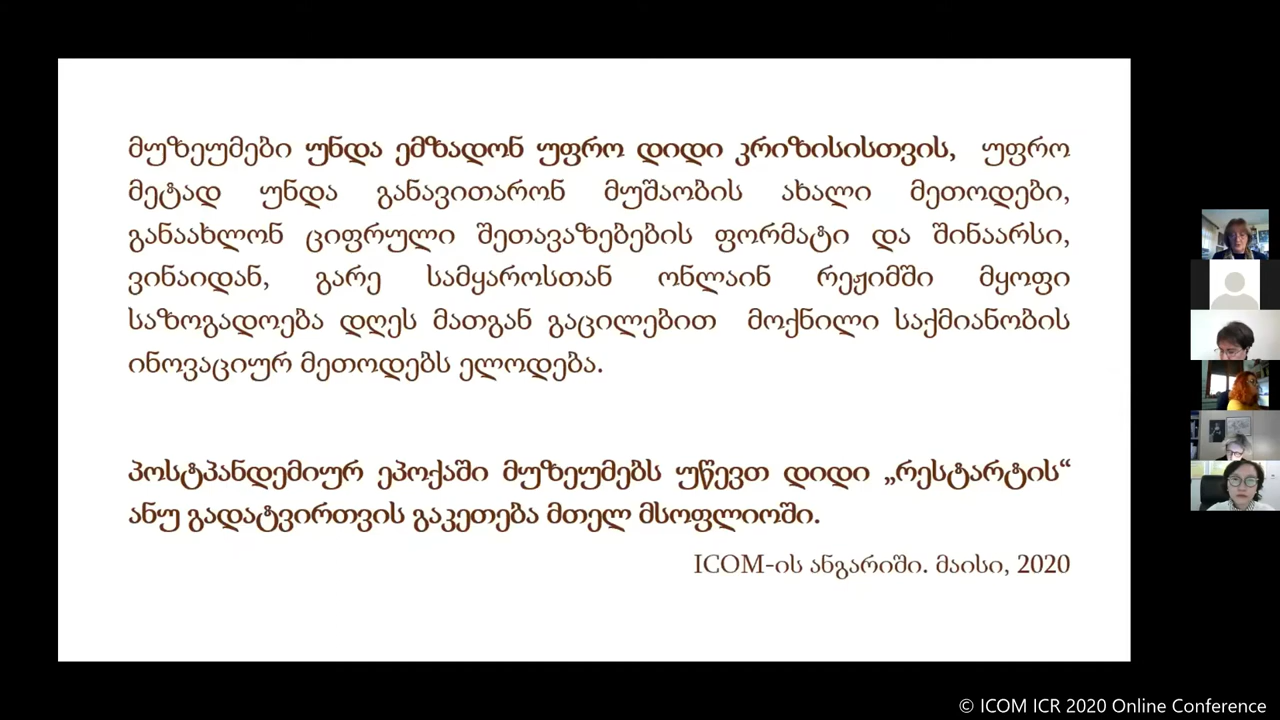 მუზეუმები უნდა ემზადონ უფრო დიდი კრიზისისთვის, უფრო
მეტად უნდა განავითარონ მუშაობის ახალი მეთოდები,
განაახლონ ციფრული შეთავაზებების ფორმატი და შინაარსი,
ვინაიდან, გარე სამყაროსთან ონლაინ რეჟიმში მყოფი
საზოგადოება დღეს მათგან გაცილებით მოქნილი საქმიანობის
ინოვაციურ მეთოდებს ელოდება.
პოსტპანდემიურ ეპოქაში მუზეუმებს უწევთ დიდი „რესტარტის“
ანუ გადატვირთვის გაკეთება მთელ მსოფლიოში.
ICOM-ის ანგარიში. მაისი, 2020
© ICOM ICR 2020 Online Conference